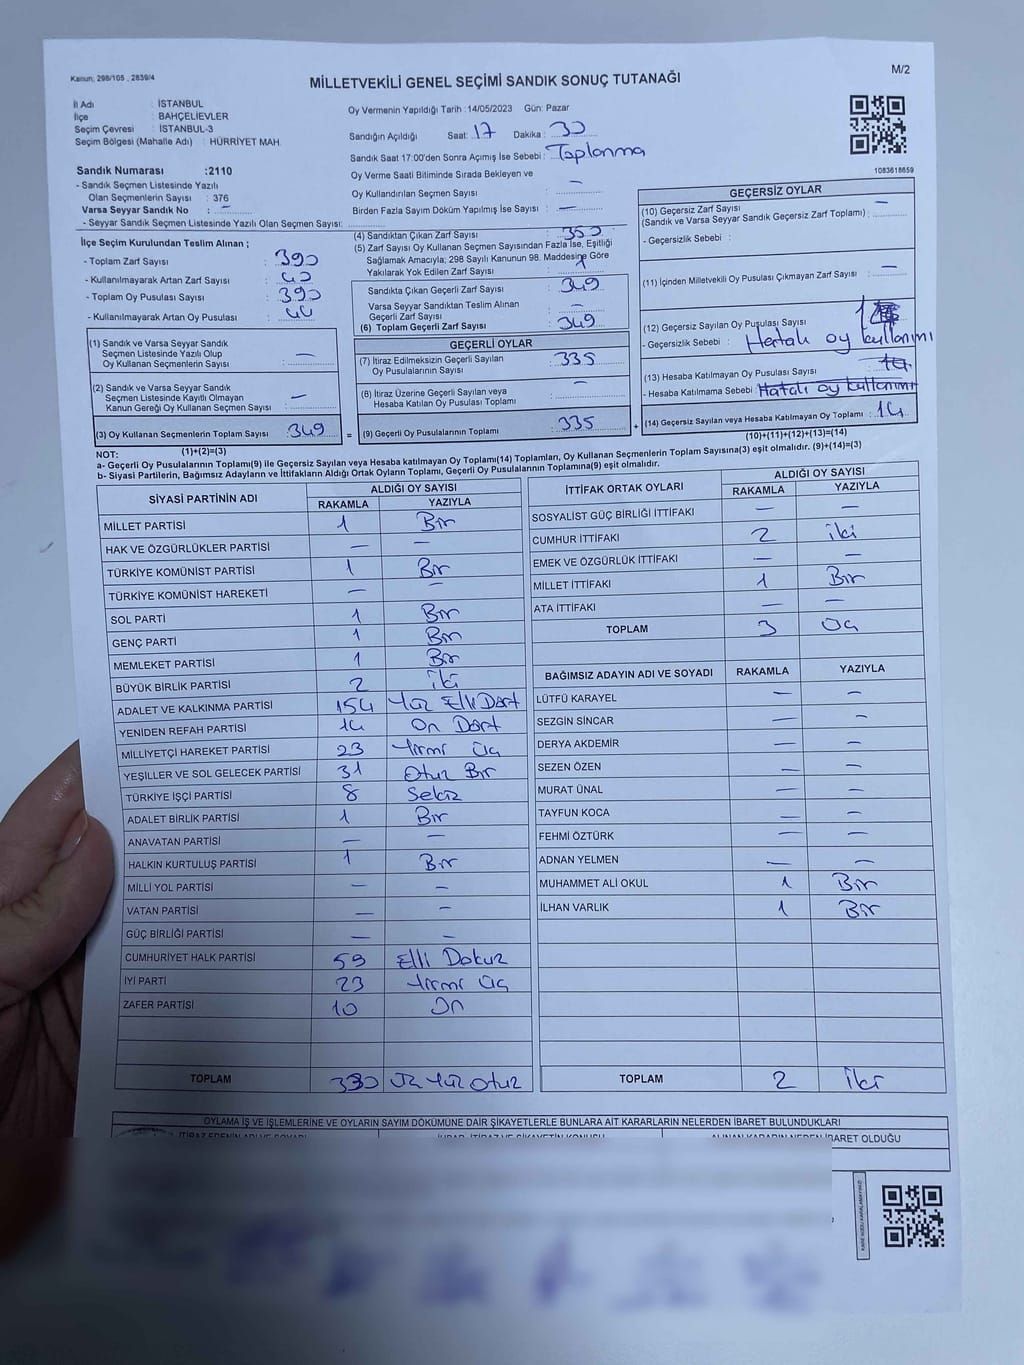 Kanun, 298/105 , 2839/4
M/2
MİLLETVEKİLİ GENEL SEÇİMİ SANDIK SONUÇ TUTANAĞI
İl Adı : İSTANBUL
İlçe : BAHÇELİEVLER
Seçim Çevresi : İSTANBUL-3
Seçim Bölgesi (Mahalle Adı) : HÜRRİYET MAH.
Oy Vermenin Yapıldığı Tarih :14/05/2023 Gün: Pazar
Sandığın Açıldığı Saat: 17 Dakika : 30
Sandık Saat 17:00'den Sonra Açımış İse Sebebi : Toplanma
Oy Verme Saati Bitiminde Sırada Bekleyen ve
Oy Kullandırılan Seçmen Sayısı —
Birden Fazla Sayım Döküm Yapılmış İse Sayısı —
1083618659
Sandık Numarası :2110
- Sandık Seçmen Listesinde Yazılı
Olan Seçmenlerin Sayısı : 376
Varsa Seyyar Sandık No : -
- Seyyar Sandık Seçmen Listesinde Yazılı Olan Seçmen Sayısı:
İlçe Seçim Kurulundan Teslim Alınan ;
- Toplam Zarf Sayısı : 390
- Kullanılmayarak Artan Zarf Sayısı : 40
- Toplam Oy Pusulası Sayısı : 390
- Kullanılmayarak Artan Oy Pusulası :
(1) Sandık ve Varsa Seyyar Sandık
Seçmen Listesinde Yazılı Olup
Oy Kullanan Seçmenlerin Sayısı : —
(2) Sandık ve Varsa Seyyar Sandık
Seçmen Listesinde Kayıtlı Olmayan
Kanun Gereği Oy Kullanan Seçmen Sayısı : —
(3) Oy Kullanan Seçmenlerin Toplam Sayısı : 349
(1)+(2)=(3)
(4) Sandıktan Çıkan Zarf Sayısı : 350
(5) Zarf Sayısı Oy Kullanan Seçmen Sayısından Fazla İse, Eşitliği
Sağlamak Amacıyla; 298 Sayılı Kanunun 98. Maddesine Göre
Yakılarak Yok Edilen Zarf Sayısı : 1
Sandıkta Çıkan Geçerli Zarf Sayısı : 349
Varsa Seyyar Sandıktan Teslim Alınan
Geçerli Zarf Sayısı : —
(6) Toplam Geçerli Zarf Sayısı : 349
GEÇERLİ OYLAR
(7) İtiraz Edilmeksizin Geçerli Sayılan
Oy Pusulalarının Sayısı : 335
(8) İtiraz Üzerine Geçerli Sayılan veya
Hesaba Katılan Oy Pusulası Toplamı : —
= (9) Geçerli Oy Pusulalarının Toplamı : 335 +
GEÇERSİZ OYLAR
(10) Geçersiz Zarf Sayısı : —
(Sandık ve Varsa Seyyar Sandık Geçersiz Zarf Toplamı)
- Geçersizlik Sebebi :
(11) İçinden Milletvekili Oy Pusulası Çıkmayan Zarf Sayısı : —
(12) Geçersiz Sayılan Oy Pusulası Sayısı :
- Geçersizlik Sebebi : Hatalı oy kullanımı
(13) Hesaba Katılmayan Oy Pusulası Sayısı :
- Hesaba Katılmama Sebebi : Hatalı oy kullanımı
(14) Geçersiz Sayılan veya Hesaba Katılmayan Oy Toplamı : 14
(10)+(11)+(12)+(13)=(14)
NOT:
a- Geçerli Oy Pusulalarının Toplamı(9) ile Geçersiz Sayılan veya Hesaba katılmayan Oy Toplamı(14) Toplamları, Oy Kullanan Seçmenlerin Toplam Sayısına(3) eşit olmalıdır. (9)+(14)=(3)
b- Siyasi Partilerin, Bağımsız Adayların ve İttifakların Aldığı Oy Sayısı ile Ortak Oyların Toplamı, Geçerli Oy Pusulalarının Toplamına(9) eşit olmalıdır.
SİYASİ PARTİNİN ADI ALDIĞI OY SAYISI
RAKAMLA YAZIYLA
MİLLET PARTİSİ 1 Bir
HAK VE ÖZGÜRLÜKLER PARTİSİ — —
TÜRKİYE KOMÜNİST PARTİSİ 1 Bir
TÜRKİYE KOMÜNİST HAREKETİ — —
SOL PARTİ 1 Bir
GENÇ PARTİ 1 Bir
MEMLEKET PARTİSİ 1 Bir
BÜYÜK BİRLİK PARTİSİ 2 İki
ADALET VE KALKINMA PARTİSİ 154 Yüz Elli Dört
YENİDEN REFAH PARTİSİ 14 On Dört
MİLLİYETÇİ HAREKET PARTİSİ 23 Yirmi Üç
YEŞİLLER VE SOL GELECEK PARTİSİ 31 Otuz Bir
TÜRKİYE İŞÇİ PARTİSİ 8 Sekiz
ADALET BİRLİK PARTİSİ 1 Bir
ANAVATAN PARTİSİ — —
HALKIN KURTULUŞ PARTİSİ 1 Bir
MİLLİ YOL PARTİSİ — —
VATAN PARTİSİ — —
GÜÇ BİRLİĞİ PARTİSİ — —
CUMHURİYET HALK PARTİSİ 59 Elli Dokuz
İYİ PARTİ 23 Yirmi Üç
ZAFER PARTİSİ 10 On
TOPLAM 330 Üç Yüz Otuz
İTTİFAK ORTAK OYLARI ALDIĞI OY SAYISI
RAKAMLA YAZIYLA
SOSYALİST GÜÇ BİRLİĞİ İTTİFAKI — —
CUMHUR İTTİFAKI 2 iki
EMEK VE ÖZGÜRLÜK İTTİFAKI — —
MİLLET İTTİFAKI 1 Bir
ATA İTTİFAKI — —
TOPLAM 3 Üç
BAĞIMSIZ ADAYIN ADI VE SOYADI RAKAMLA YAZIYLA
LÜTFÜ KARAYEL — —
SEZGİN SİNCAR — —
DERYA AKDEMİR — —
SEZEN ÖZEN — —
MURAT ÜNAL — —
TAYFUN KOCA — —
FEHMİ ÖZTÜRK — —
ADNAN YELMEN — —
MUHAMMET ALİ OKUL 1 Bir
İLHAN VARLIK 1 Bir
TOPLAM 2 İki
OYLAMA İŞ VE İŞLEMLERİNE VE OYLARIN SAYIM DÖKÜMÜNE DAİR ŞİKAYETLERLE BUNLARA AİT KARARLARIN NELERDEN İBARET BULUNDUKLARI
İTİRAZ EDENİN ADI VE SOYADI İHBAR, İTİRAZ VE ŞİKAYETİN KONUSU ALINAN KARARIN NEDEN İBARET OLDUĞU